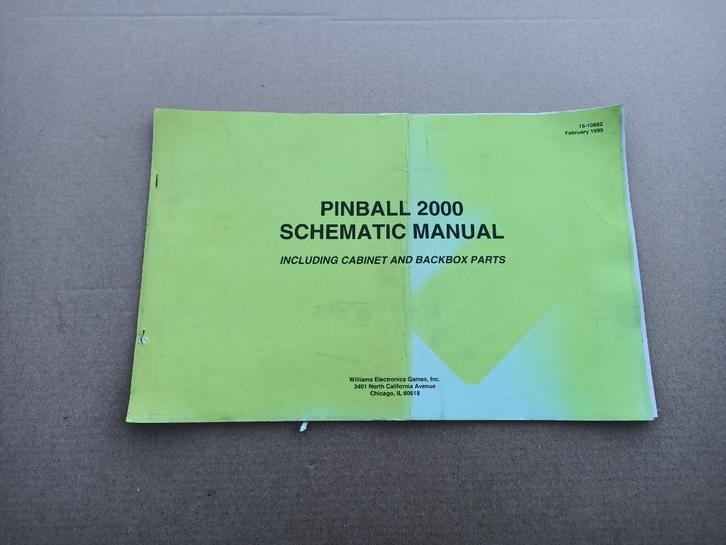 16-10882
February 1999
PINBALL 2000
SCHEMATIC MANUAL
INCLUDING CABINET AND BACKBOX PARTS
Williams Electronics Games, Inc.
3401 North California Avenue
Chicago, IL 60618